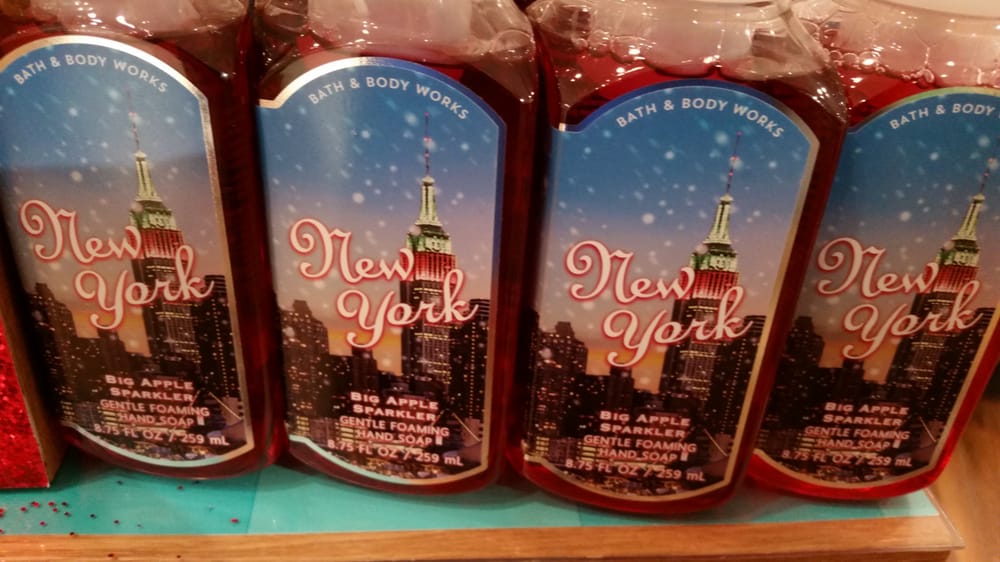 BATH & BODY WORKS
New
York
BIG APPLE
SPARKLER
GENTLE FOAMING
HAND SOAP
8.75 FL OZ / 259 mL
BATH & BODY WORKS
New
York
BIG APPLE
SPARKLER
GENTLE FOAMING
HAND SOAP
8.75 FL OZ / 259 mL
BATH & BODY WORKS
New
York
BIG APPLE
SPARKLER
GENTLE FOAMING
HAND SOAP
8.75 FL OZ / 259 mL
BATH & BODY
New
York
BIG APPLE
SPARKLER
GENTLE FOAMING
HAND SOAP
8.75 FL OZ / 259 mL